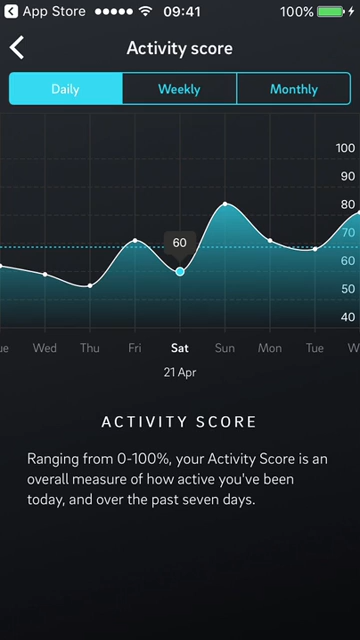 App Store 09:41 100%
Activity score
Daily Weekly Monthly
100
90
80
70
60
60
50
40
ue Wed Thu Fri Sat Sun Mon Tue W
21 Apr
ACTIVITY SCORE
Ranging from 0-100%, your Activity Score is an
overall measure of how active you've been
today, and over the past seven days.